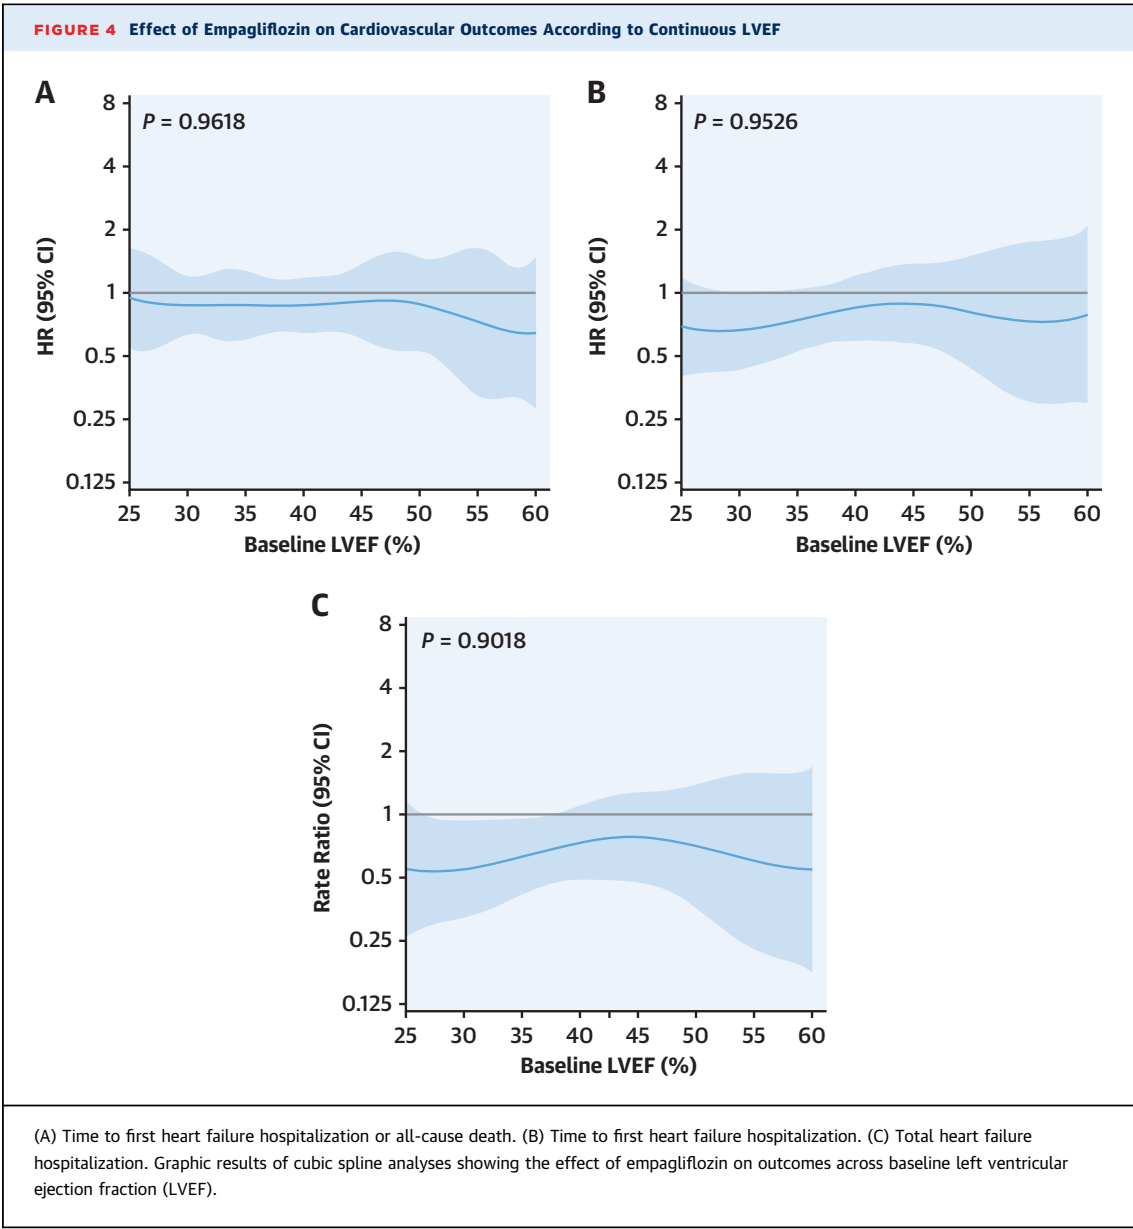 FIGURE 4 Effect of Empagliflozin on Cardiovascular Outcomes According to Continuous LVEF
A
P = 0.9618
HR (95% CI)
8
4
2
1
0.5
0.25
0.125
25 30 35 40 45 50 55 60
Baseline LVEF (%)
B
P = 0.9526
HR (95% CI)
8
4
2
1
0.5
0.25
0.125
25 30 35 40 45 50 55 60
Baseline LVEF (%)
C
P = 0.9018
Rate Ratio (95% CI)
8
4
2
1
0.5
0.25
0.125
25 30 35 40 45 50 55 60
Baseline LVEF (%)
(A) Time to first heart failure hospitalization or all-cause death. (B) Time to first heart failure hospitalization. (C) Total heart failure
hospitalization. Graphic results of cubic spline analyses showing the effect of empagliflozin on outcomes across baseline left ventricular
ejection fraction (LVEF).